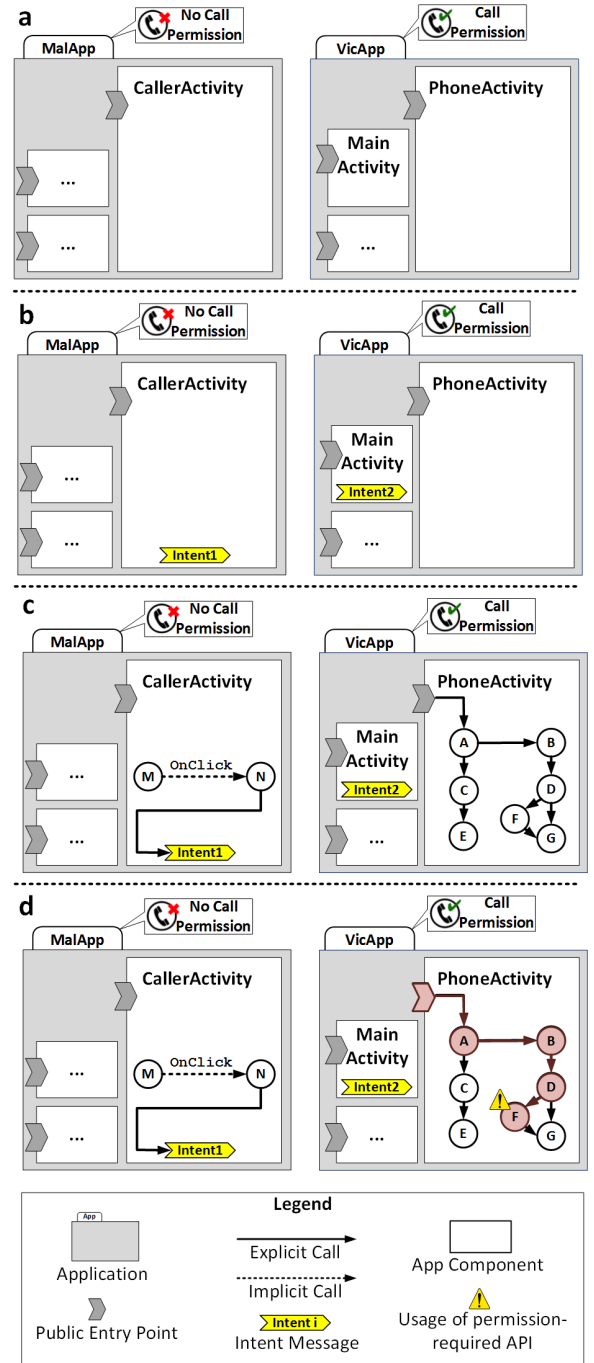 a
No Call
Permission
MalApp
Call
Permission
VicApp
CallerActivity
...
...
PhoneActivity
Main
Activity
...
b
No Call
Permission
MalApp
Call
Permission
VicApp
CallerActivity
...
...
Intent1
PhoneActivity
Main
Activity
Intent2
...
c
No Call
Permission
MalApp
Call
Permission
VicApp
CallerActivity
...
M
OnClick
N
...
Intent1
PhoneActivity
Main
Activity
Intent2
...
A
B
C
D
F
E
G
d
No Call
Permission
MalApp
Call
Permission
VicApp
CallerActivity
...
M
OnClick
N
...
Intent1
PhoneActivity
Main
Activity
Intent2
...
A
B
C
D
F
E
G
Legend
App
Application
Explicit Call
App Component
Implicit Call
Public Entry Point
Intent i
Intent Message
Usage of permission-
required API